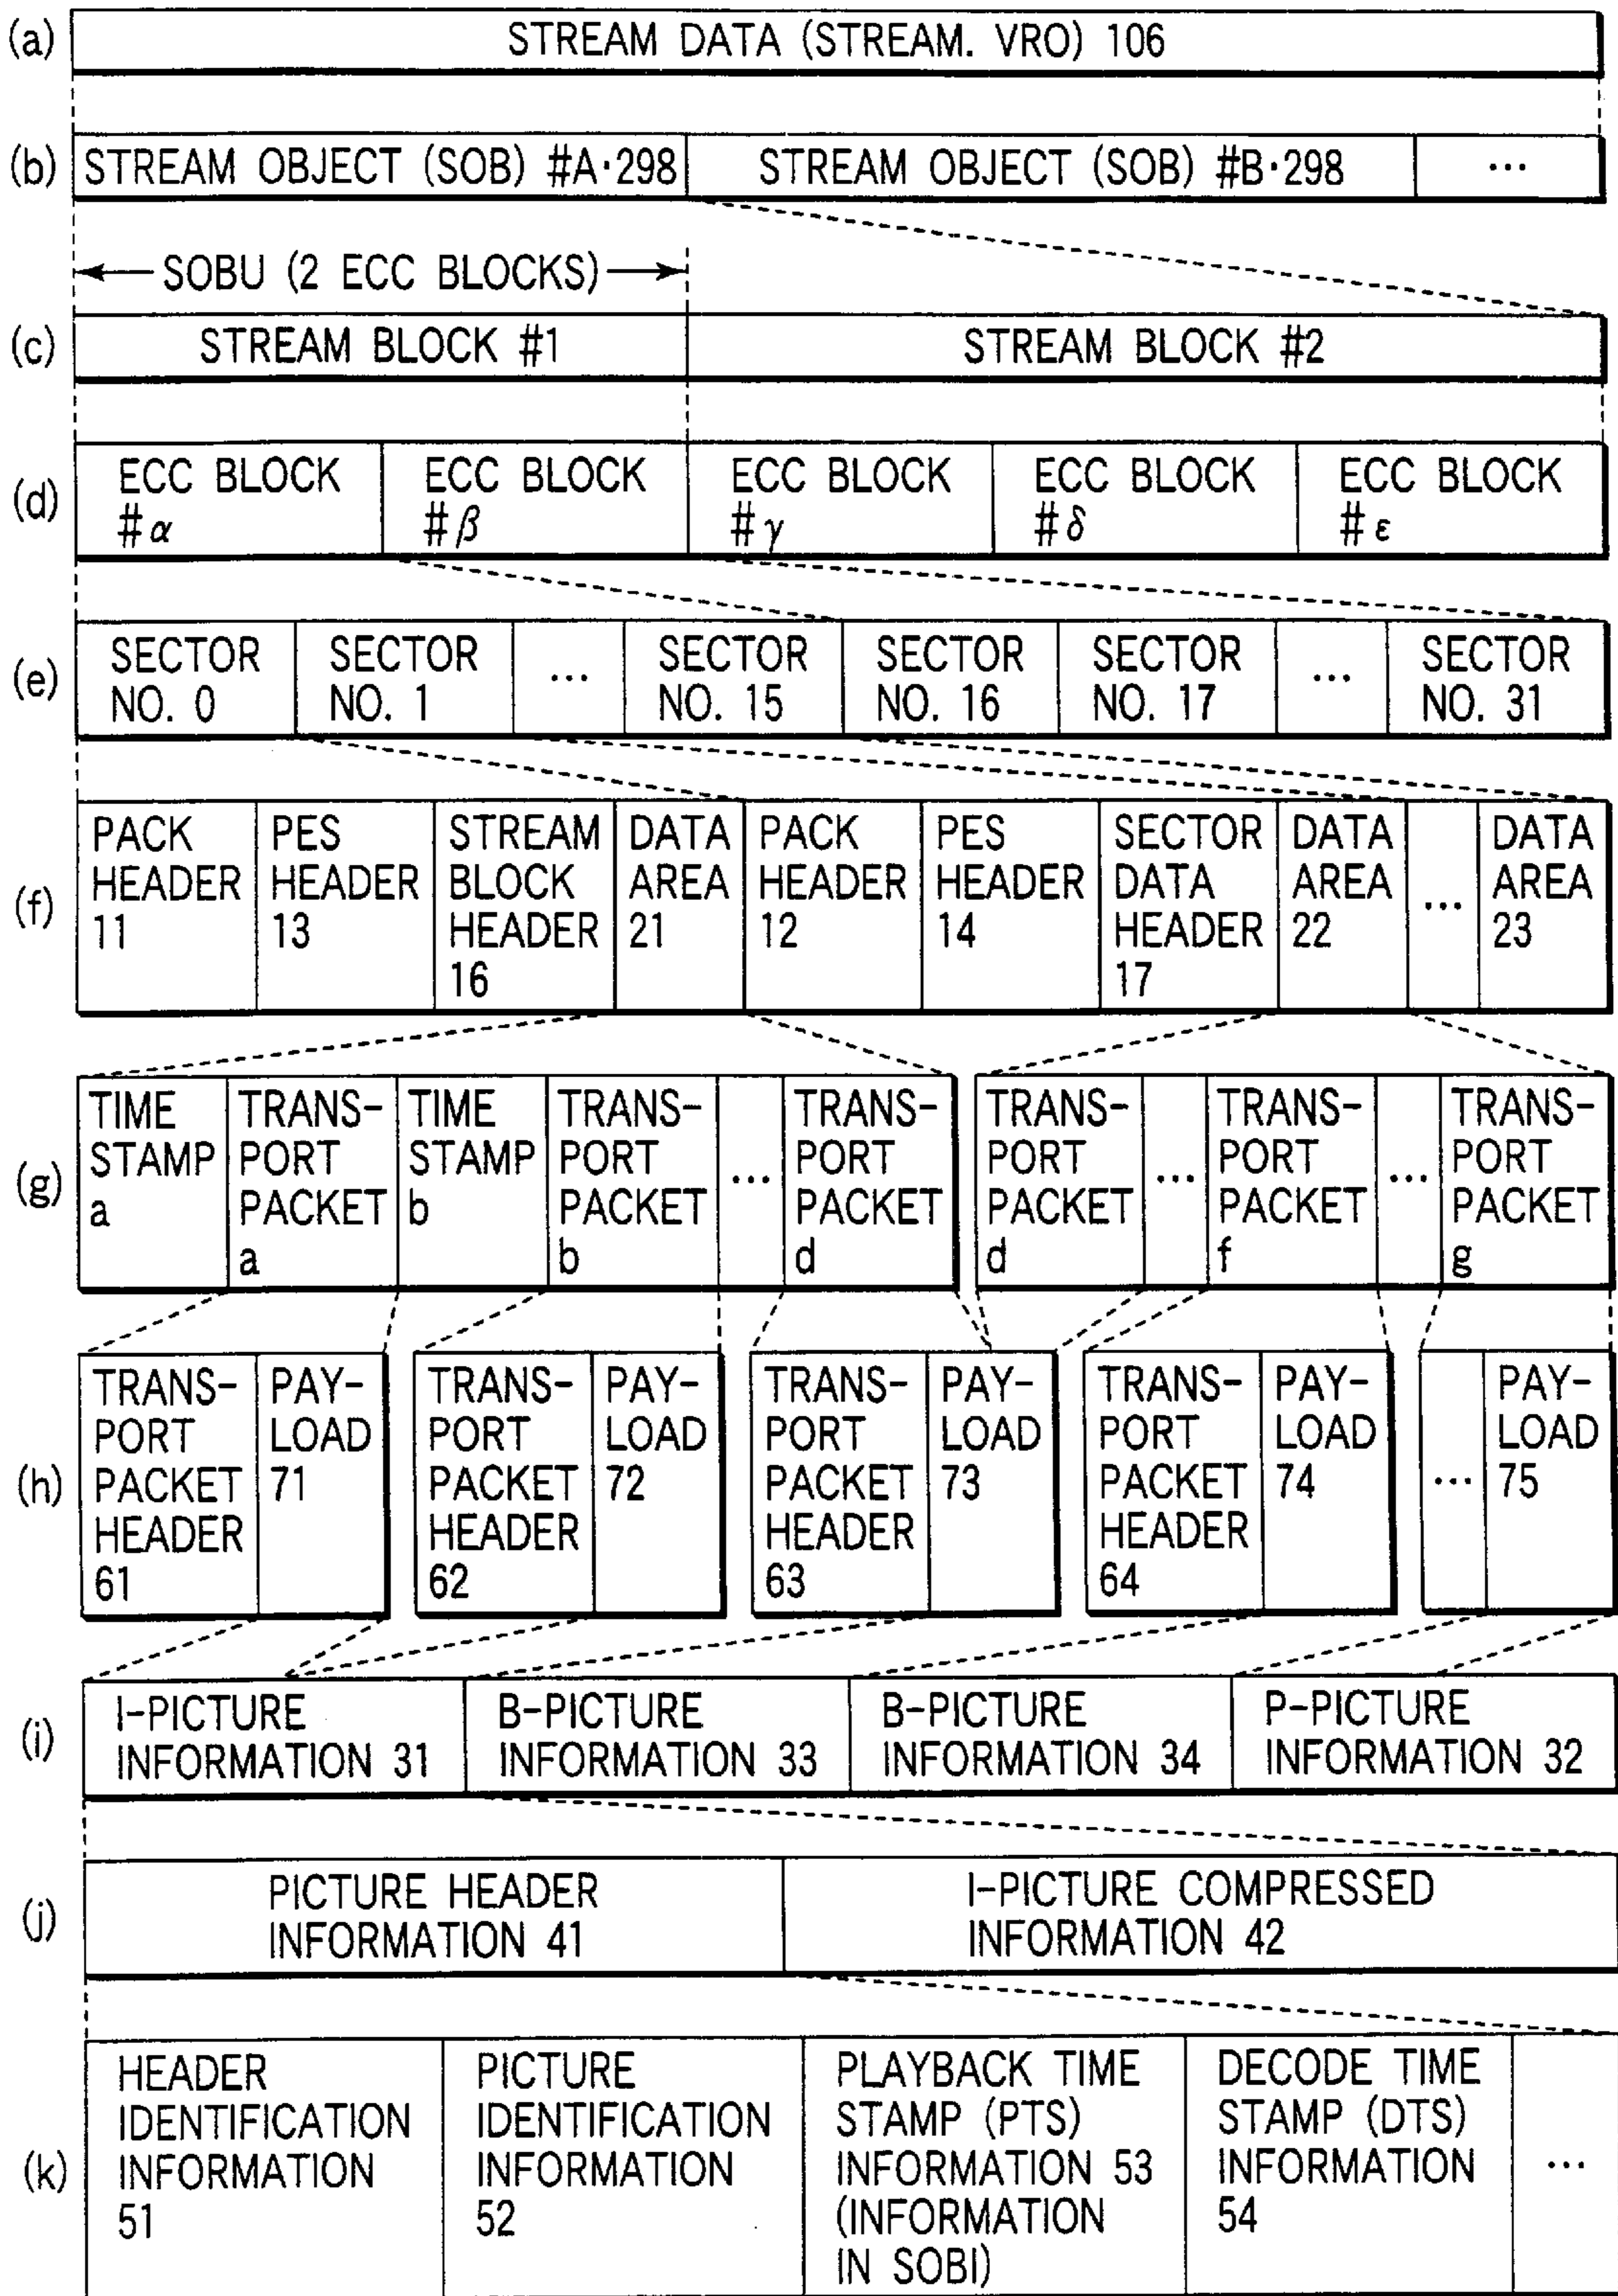 (a) STREAM DATA (STREAM. VRO) 106
(b) STREAM OBJECT (SOB) #A·298 STREAM OBJECT (SOB) #B·298 ...
SOBU (2 ECC BLOCKS)
(c) STREAM BLOCK #1 STREAM BLOCK #2
(d)
ECC BLOCK
#α
ECC BLOCK
#β
ECC BLOCK
#γ
ECC BLOCK
#δ
ECC BLOCK
#ε
(e)
SECTOR
NO. 0
SECTOR
NO. 1
...
SECTOR
NO. 15
SECTOR
NO. 16
SECTOR
NO. 17
...
SECTOR
NO. 31
(f)
PACK
HEADER
11
PES
HEADER
13
STREAM
BLOCK
HEADER
16
DATA
AREA
21
PACK
HEADER
12
PES
HEADER
14
SECTOR
DATA
HEADER
17
DATA
AREA
22
...
DATA
AREA
23
(g)
TIME
STAMP
a
TRANS-
PORT
PACKET
a
TIME
STAMP
b
TRANS-
PORT
PACKET
b
...
TRANS-
PORT
PACKET
d
TRANS-
PORT
PACKET
d
...
TRANS-
PORT
PACKET
f
...
TRANS-
PORT
PACKET
g
(h)
TRANS-
PORT
PACKET
HEADER
61
PAY-
LOAD
71
TRANS-
PORT
PACKET
HEADER
62
PAY-
LOAD
72
TRANS-
PORT
PACKET
HEADER
63
PAY-
LOAD
73
TRANS-
PORT
PACKET
HEADER
64
PAY-
LOAD
74
...
PAY-
LOAD
75
(i)
I-PICTURE
INFORMATION 31
B-PICTURE
INFORMATION 33
B-PICTURE
INFORMATION 34
P-PICTURE
INFORMATION 32
(j)
PICTURE HEADER
INFORMATION 41
I-PICTURE COMPRESSED
INFORMATION 42
(k)
HEADER
IDENTIFICATION
INFORMATION
51
PICTURE
IDENTIFICATION
INFORMATION
52
PLAYBACK TIME
STAMP (PTS)
INFORMATION 53
(INFORMATION
IN SOBI)
DECODE TIME
STAMP (DTS)
INFORMATION
54
...